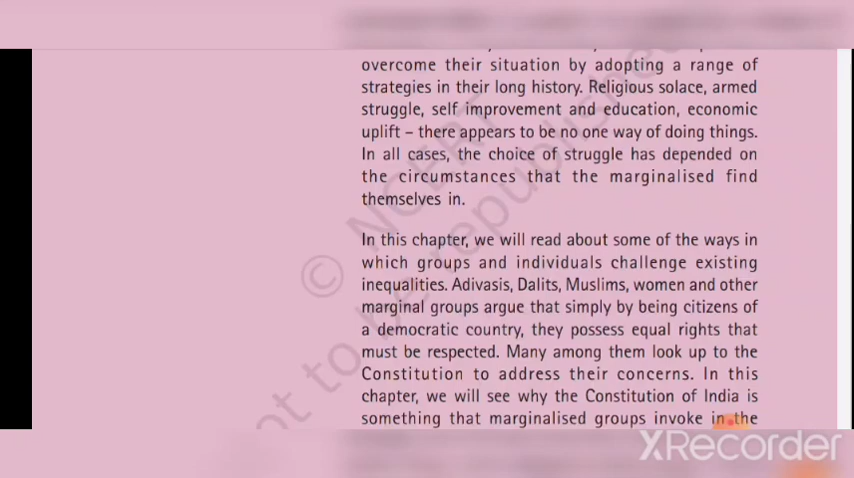 overcome their situation by adopting a range of
strategies in their long history. Religious solace, armed
struggle, self improvement and education, economic
uplift – there appears to be no one way of doing things.
In all cases, the choice of struggle has depended on
the circumstances that the marginalised find
themselves in.
In this chapter, we will read about some of the ways in
which groups and individuals challenge existing
inequalities. Adivasis, Dalits, Muslims, women and other
marginal groups argue that simply by being citizens of
a democratic country, they possess equal rights that
must be respected. Many among them look up to the
Constitution to address their concerns. In this
chapter, we will see why the Constitution of India is
something that marginalised groups invoke in the
© NCERT
not to be republished
XRecorder